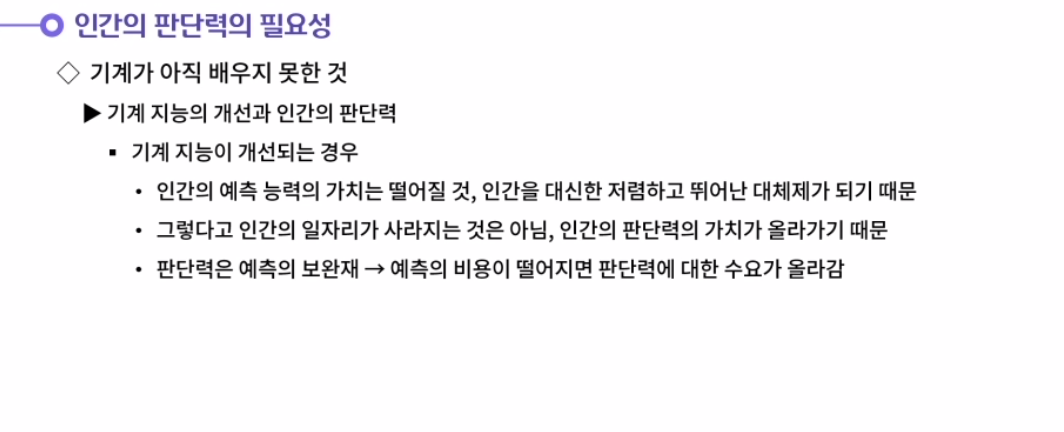 인간의 판단력의 필요성
◇ 기계가 아직 배우지 못한 것
▶ 기계 지능의 개선과 인간의 판단력
▪ 기계 지능이 개선되는 경우
• 인간의 예측 능력의 가치는 떨어질 것, 인간을 대신한 저렴하고 뛰어난 대체제가 되기 때문
• 그렇다고 인간의 일자리가 사라지는 것은 아님, 인간의 판단력의 가치가 올라가기 때문
• 판단력은 예측의 보완재 → 예측의 비용이 떨어지면 판단력에 대한 수요가 올라감